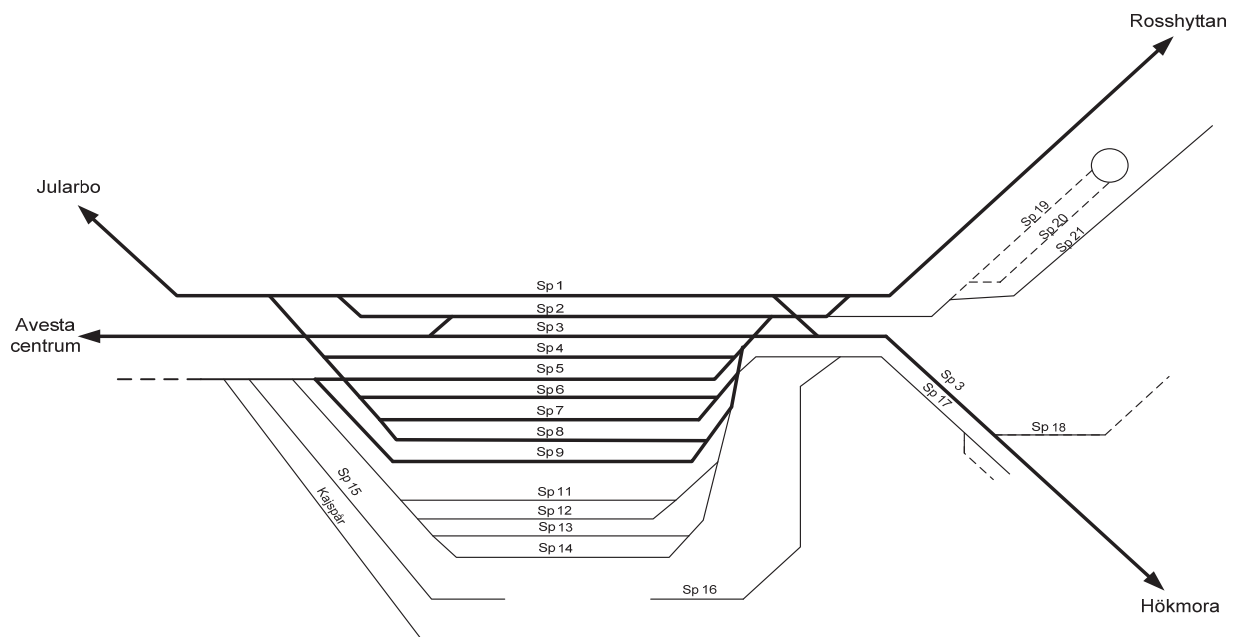 Rosshyttan
Jularbo
Sp 19
Sp 20
Sp 21
Sp 1
Sp 2
Avesta
centrum
Sp 3
Sp 4
Sp 5
Sp 3
Sp 6
Sp 17
Sp 7
Sp 18
Sp 8
Sp 9
Sp 15
Kajspår
Sp 11
Sp 12
Sp 13
Sp 14
Sp 16
Hökmora